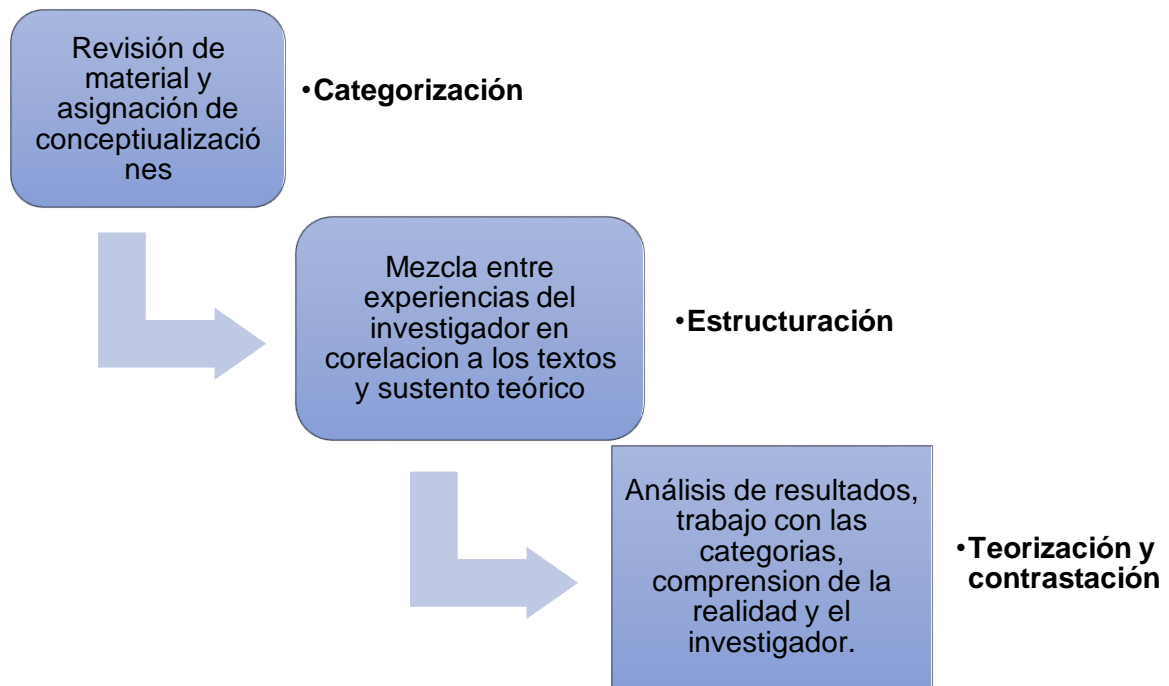 Revisión de
material y
asignación de
conceptiualizació
nes
•Categorización
Mezcla entre
experiencias del
investigador en
corelacion a los textos
y sustento teórico
•Estructuración
Análisis de resultados,
trabajo con las
categorias,
comprension de la
realidad y el
investigador.
•Teorización y
contrastación